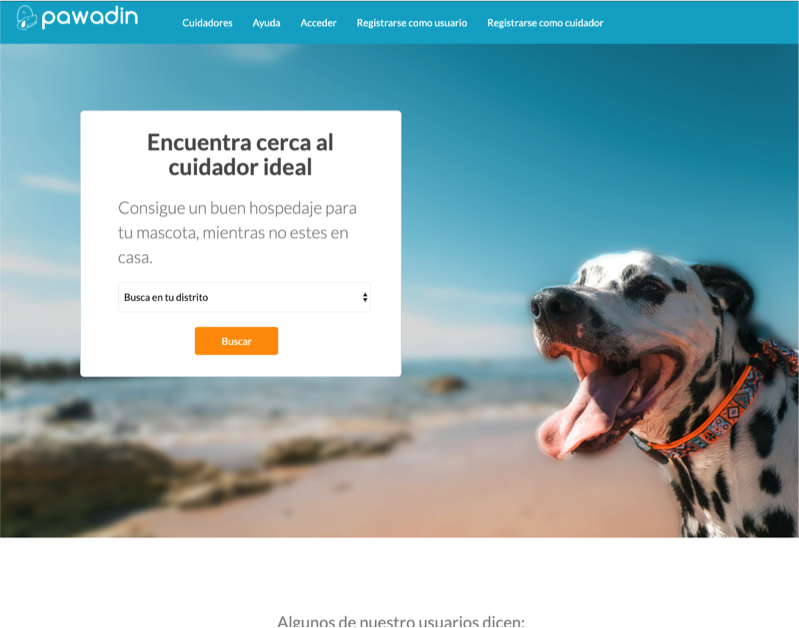 pawadin
Cuidadores Ayuda Acceder Registrarse como usuario Registrarse como cuidador
Encuentra cerca al
cuidador ideal
Consigue un buen hospedaje para
tu mascota, mientras no estes en
casa.
Busca en tu distrito
Buscar
Algunos de nuestro usuarios dicen: